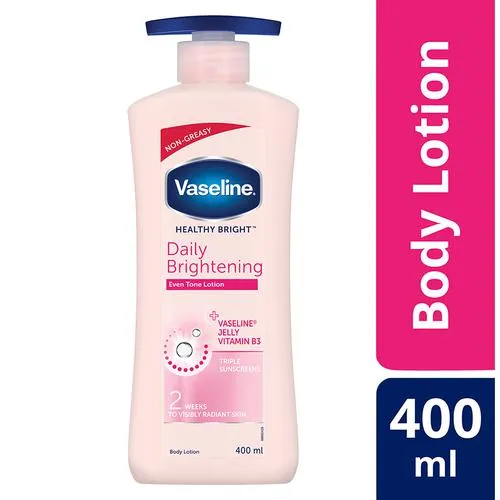 NON-GREASY
Vaseline.
HEALTHY BRIGHT™
Daily
Brightening
Even Tone Lotion
VASELINE®
JELLY
VITAMIN B3
TRIPLE
SUNSCREENS
2 WEEKS
TO VISIBLY RADIANT SKIN
Body Lotion 400 ml
Body Lotion
400
ml